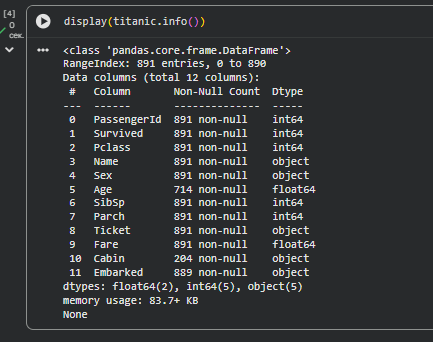 [4]
0
сек.
display(titanic.info())
<class 'pandas.core.frame.DataFrame'>
RangeIndex: 891 entries, 0 to 890
Data columns (total 12 columns):
 #   Column       Non-Null Count  Dtype
---  ------       --------------  -----
 0   PassengerId  891 non-null    int64
 1   Survived     891 non-null    int64
 2   Pclass       891 non-null    int64
 3   Name         891 non-null    object
 4   Sex          891 non-null    object
 5   Age          714 non-null    float64
 6   SibSp        891 non-null    int64
 7   Parch        891 non-null    int64
 8   Ticket       891 non-null    object
 9   Fare         891 non-null    float64
 10  Cabin        204 non-null    object
 11  Embarked     889 non-null    object
dtypes: float64(2), int64(5), object(5)
memory usage: 83.7+ KB
None